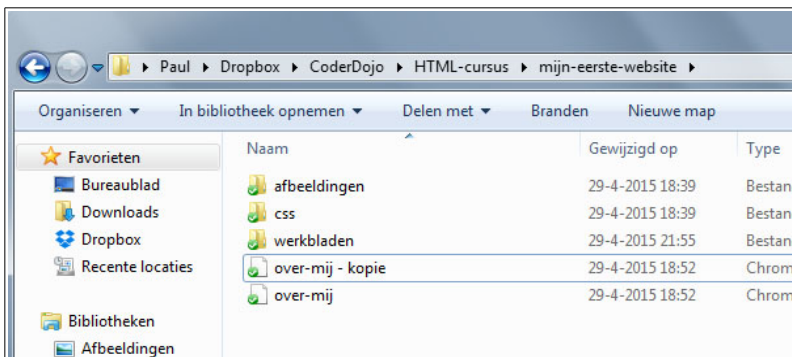 Paul Dropbox CoderDojo HTML-cursus mijn-eerste-website
Organiseren In bibliotheek opnemen Delen met Branden Nieuwe map
Naam Gewijzigd op Type
Favorieten
Bureaublad
Downloads
Dropbox
Recente locaties
Bibliotheken
Afbeeldingen
afbeeldingen 29-4-2015 18:39 Bestan
css 29-4-2015 18:39 Bestan
werkbladen 29-4-2015 21:55 Bestan
over-mij - kopie 29-4-2015 18:52 Chrom
over-mij 29-4-2015 18:52 Chrom